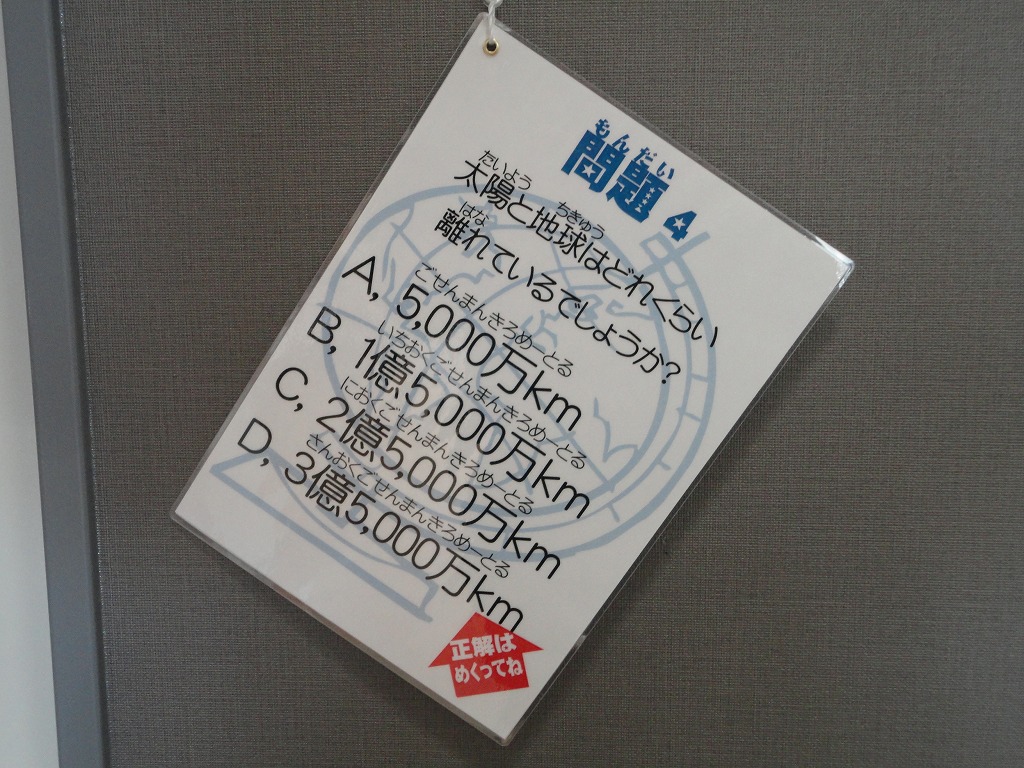 もんだい
問題 4
たいよう ちきゅう
太陽と地球はどれくらい
はな
離れているでしょうか?
ごせんまんきろめーとる
A, 5,000万km
いちおくごせんまんきろめーとる
B, 1億5,000万km
におくごせんまんきろめーとる
C, 2億5,000万km
さんおくごせんまんきろめーとる
D, 3億5,000万km
正解は
めくってね